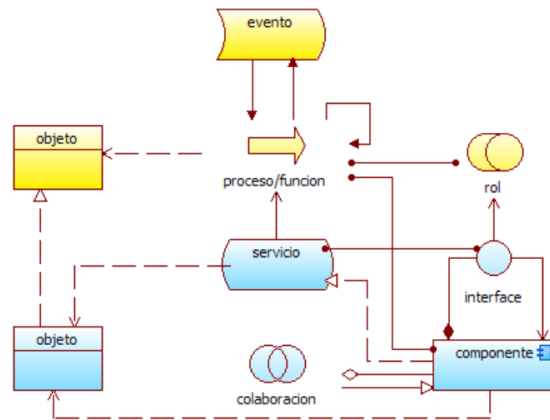 evento
objeto
proceso/funcion
rol
servicio
interface
objeto
componente
colaboracion